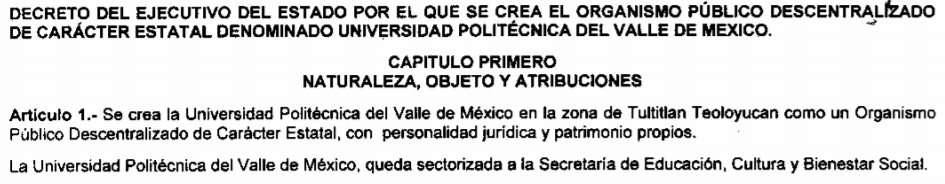 DECRETO DEL EJECUTIVO DEL ESTADO POR EL QUE SE CREA EL ORGANISMO PÚBLICO DESCENTRALIZADO
DE CARÁCTER ESTATAL DENOMINADO UNIVERSIDAD POLITÉCNICA DEL VALLE DE MEXICO.
CAPITULO PRIMERO
NATURALEZA, OBJETO Y ATRIBUCIONES
Artículo 1.- Se crea la Universidad Politécnica del Valle de México en la zona de Tultitlan Teoloyucan como un Organismo
Público Descentralizado de Carácter Estatal, con personalidad jurídica y patrimonio propios.
La Universidad Politécnica del Valle de México, queda sectorizada a la Secretaría de Educación, Cultura y Bienestar Social.